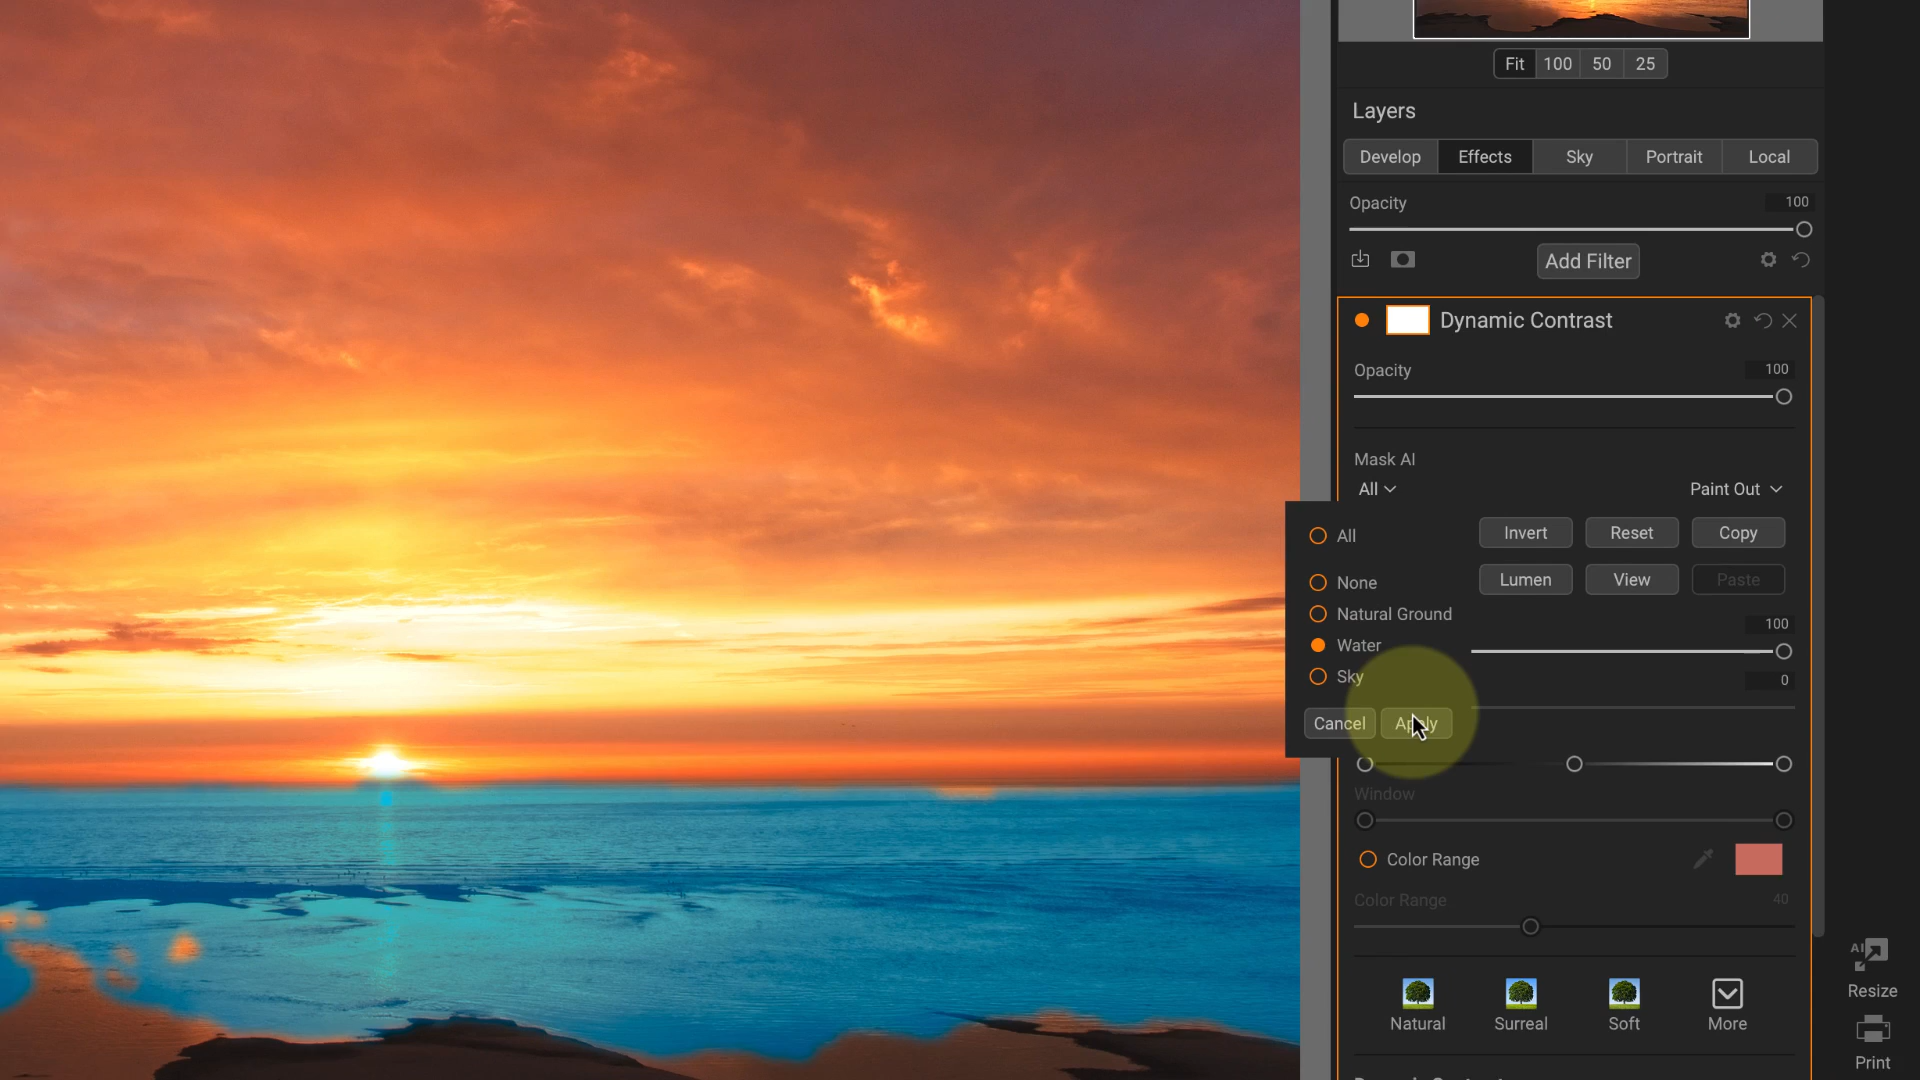 Fit 100 50 25
Layers
Develop Effects Sky Portrait Local
Opacity 100
Add Filter
Dynamic Contrast
Opacity 100
Mask AI
All Paint Out
All Invert Reset Copy
None Lumen View Paste
Natural Ground
100
Water
Sky 0
Cancel Apply
Window
Color Range
Color Range 40
AI
Resize
Natural Surreal Soft More
Print